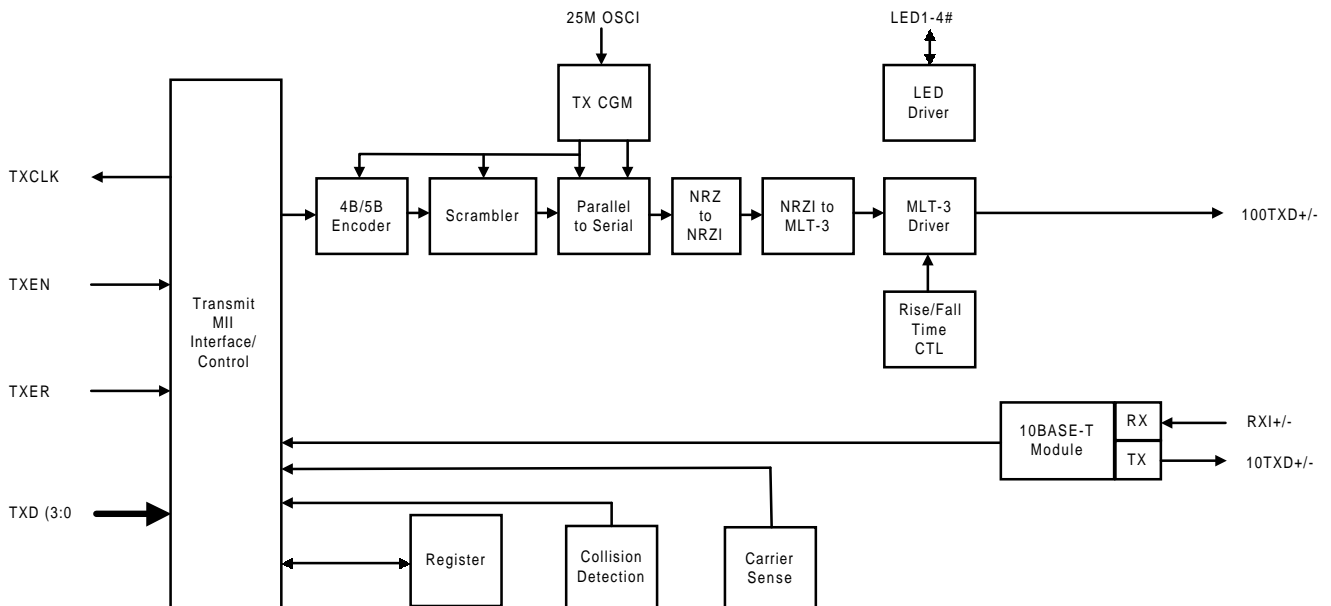 25M OSCI
LED1-4#
TX CGM
LED
Driver
TXCLK
4B/5B
Encoder
Scrambler
Parallel
to Serial
NRZ
to
NRZI
NRZI to
MLT-3
MLT-3
Driver
100TXD+/-
TXEN
Transmit
MII
Interface/
Control
Rise/Fall
Time
CTL
TXER
10BASE-T
Module
RX
TX
RXI+/-
10TXD+/-
TXD (3:0
Register
Collision
Detection
Carrier
Sense